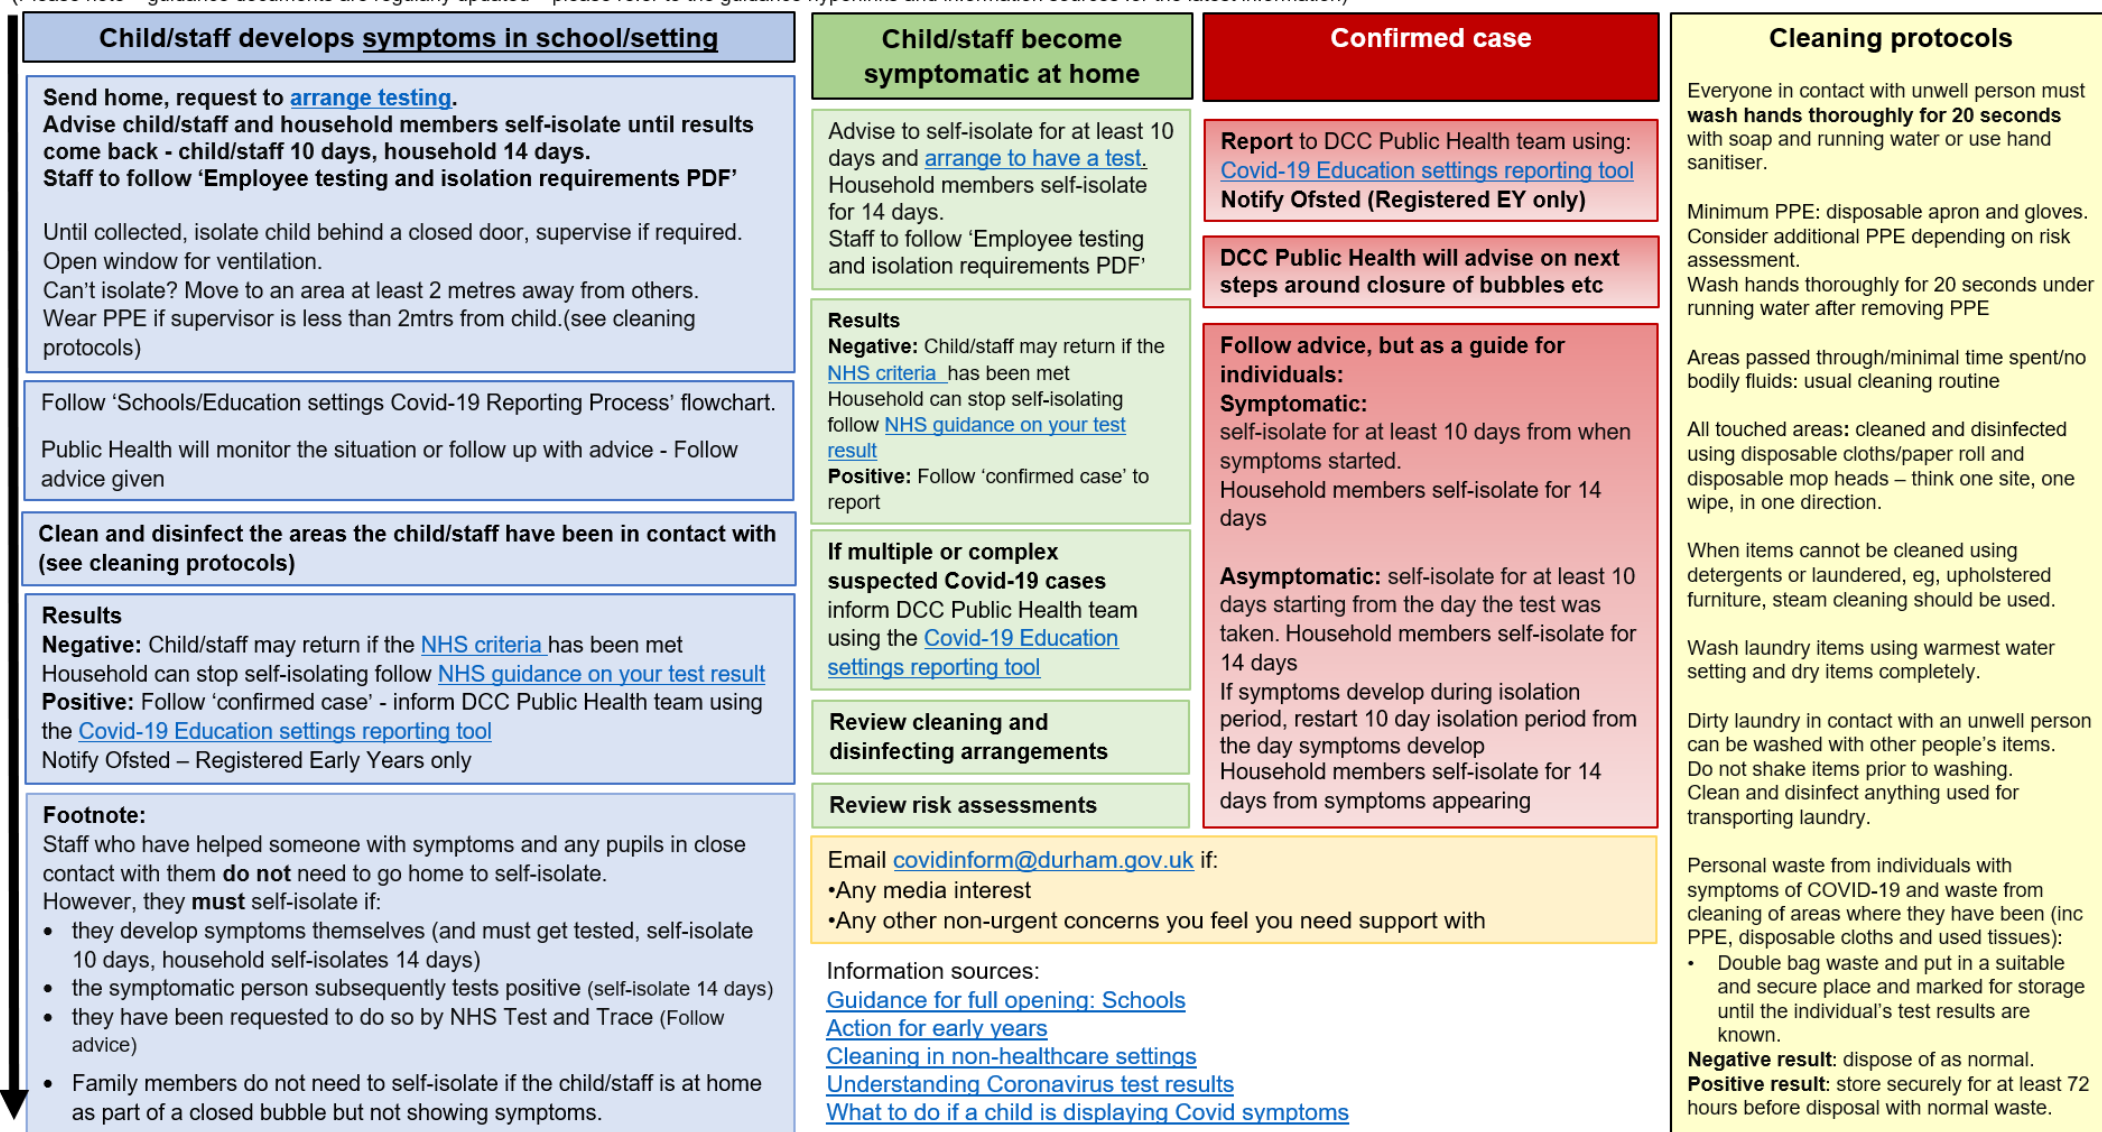 (Please note – guidance documents are regularly updated – please refer to the guidance hyperlinks and information sources for the latest information)
Child/staff develops symptoms in school/setting
Send home, request to arrange testing.
Advise child/staff and household members self-isolate until results
come back - child/staff 10 days, household 14 days.
Staff to follow ‘Employee testing and isolation requirements PDF’
Until collected, isolate child behind a closed door, supervise if required.
Open window for ventilation.
Can’t isolate? Move to an area at least 2 metres away from others.
Wear PPE if supervisor is less than 2mtrs from child.(see cleaning
protocols)
Follow ‘Schools/Education settings Covid-19 Reporting Process’ flowchart.
Public Health will monitor the situation or follow up with advice - Follow
advice given
Clean and disinfect the areas the child/staff have been in contact with
(see cleaning protocols)
Results
Negative: Child/staff may return if the NHS criteria has been met
Household can stop self-isolating follow NHS guidance on your test result
Positive: Follow ‘confirmed case’ - inform DCC Public Health team using
the Covid-19 Education settings reporting tool
Notify Ofsted – Registered Early Years only
Footnote:
Staff who have helped someone with symptoms and any pupils in close
contact with them do not need to go home to self-isolate.
However, they must self-isolate if:
• they develop symptoms themselves (and must get tested, self-isolate
10 days, household self-isolates 14 days)
• the symptomatic person subsequently tests positive (self-isolate 14 days)
• they have been requested to do so by NHS Test and Trace (Follow
advice)
• Family members do not need to self-isolate if the child/staff is at home
as part of a closed bubble but not showing symptoms.
Child/staff become
symptomatic at home
Advise to self-isolate for at least 10
days and arrange to have a test.
Household members self-isolate
for 14 days.
Staff to follow ‘Employee testing
and isolation requirements PDF’
Results
Negative: Child/staff may return if the
NHS criteria has been met
Household can stop self-isolating
follow NHS guidance on your test
result
Positive: Follow ‘confirmed case’ to
report
If multiple or complex
suspected Covid-19 cases
inform DCC Public Health team
using the Covid-19 Education
settings reporting tool
Review cleaning and
disinfecting arrangements
Review risk assessments
Confirmed case
Report to DCC Public Health team using:
Covid-19 Education settings reporting tool
Notify Ofsted (Registered EY only)
DCC Public Health will advise on next
steps around closure of bubbles etc
Follow advice, but as a guide for
individuals:
Symptomatic:
self-isolate for at least 10 days from when
symptoms started.
Household members self-isolate for 14
days
Asymptomatic: self-isolate for at least 10
days starting from the day the test was
taken. Household members self-isolate for
14 days
If symptoms develop during isolation
period, restart 10 day isolation period from
the day symptoms develop
Household members self-isolate for 14
days from symptoms appearing
Email covidinform@durham.gov.uk if:
•Any media interest
•Any other non-urgent concerns you feel you need support with
Information sources:
Guidance for full opening: Schools
Action for early years
Cleaning in non-healthcare settings
Understanding Coronavirus test results
What to do if a child is displaying Covid symptoms
Cleaning protocols
Everyone in contact with unwell person must
wash hands thoroughly for 20 seconds
with soap and running water or use hand
sanitiser.
Minimum PPE: disposable apron and gloves.
Consider additional PPE depending on risk
assessment.
Wash hands thoroughly for 20 seconds under
running water after removing PPE
Areas passed through/minimal time spent/no
bodily fluids: usual cleaning routine
All touched areas: cleaned and disinfected
using disposable cloths/paper roll and
disposable mop heads – think one site, one
wipe, in one direction.
When items cannot be cleaned using
detergents or laundered, eg, upholstered
furniture, steam cleaning should be used.
Wash laundry items using warmest water
setting and dry items completely.
Dirty laundry in contact with an unwell person
can be washed with other people’s items.
Do not shake items prior to washing.
Clean and disinfect anything used for
transporting laundry.
Personal waste from individuals with
symptoms of COVID-19 and waste from
cleaning of areas where they have been (inc
PPE, disposable cloths and used tissues):
• Double bag waste and put in a suitable
and secure place and marked for storage
until the individual’s test results are
known.
Negative result: dispose of as normal.
Positive result: store securely for at least 72
hours before disposal with normal waste.